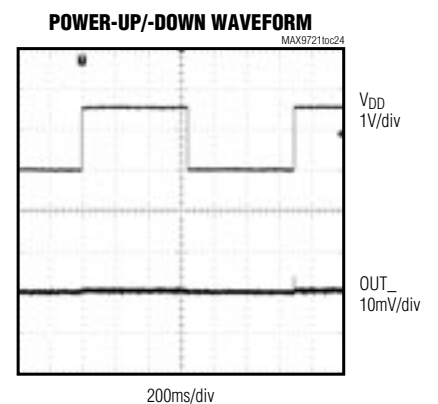 POWER-UP/-DOWN WAVEFORM
MAX9721toc24
VDD
1V/div
OUT_
10mV/div
200ms/div